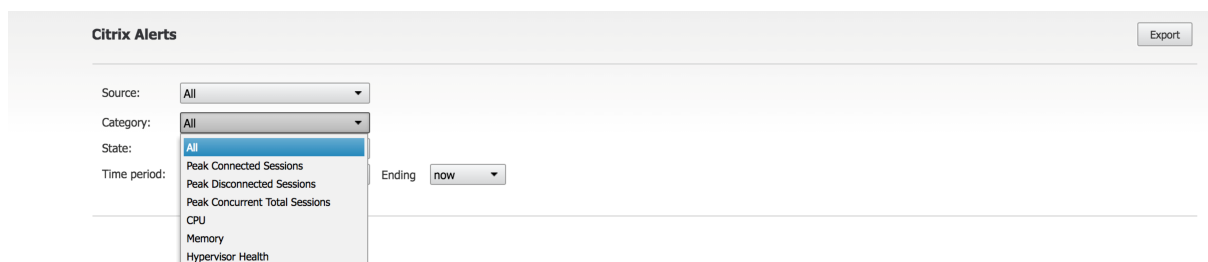 Citrix Alerts
Export
Source: All
Category: All
State: All
Peak Connected Sessions
Time period: Peak Disconnected Sessions Ending now
Peak Concurrent Total Sessions
CPU
Memory
Hypervisor Health